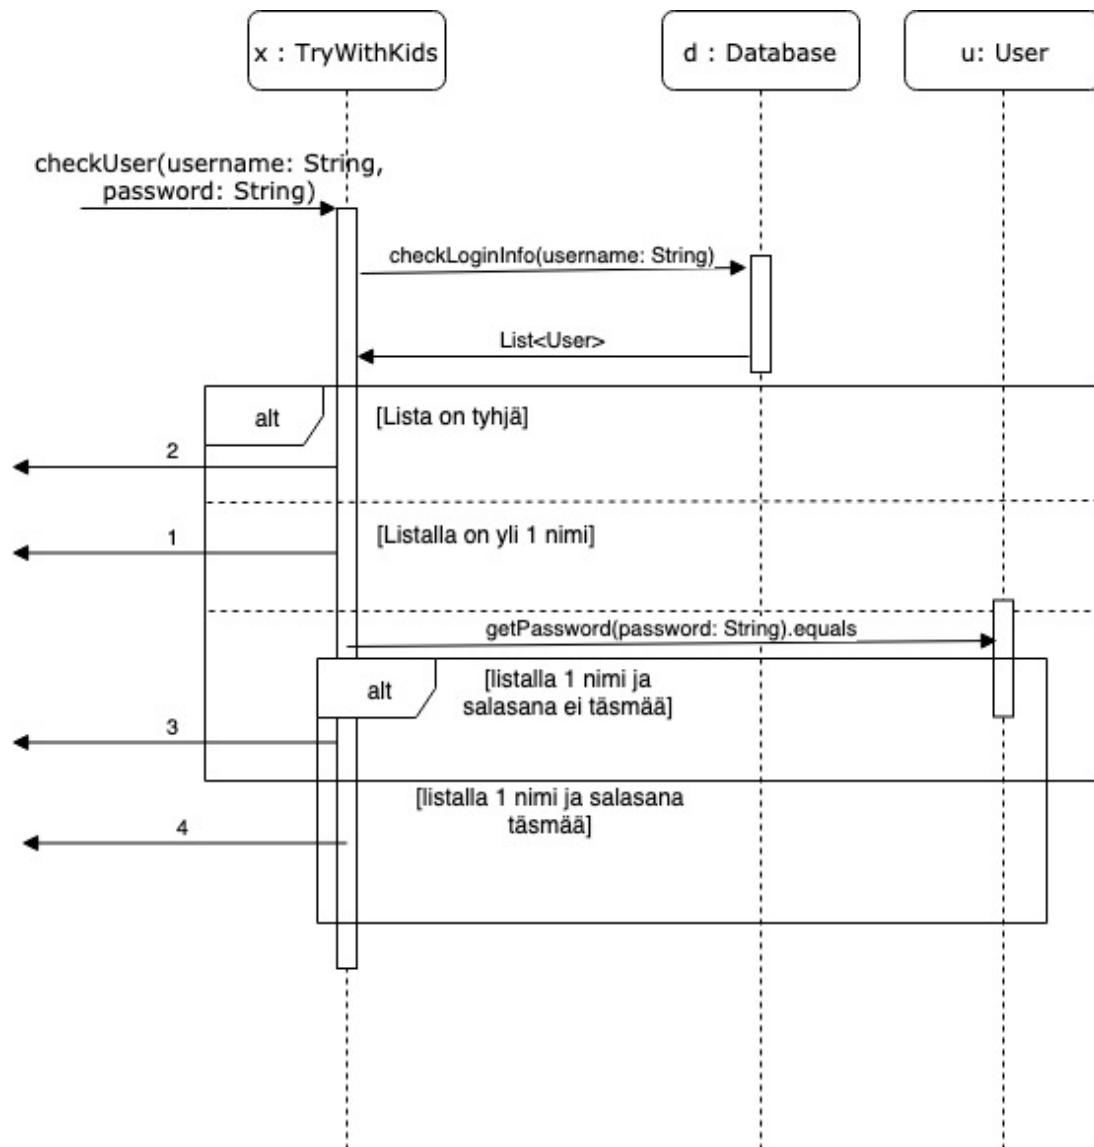 x : TryWithKids
d : Database
u: User
checkUser(username: String,
password: String)
checkLoginInfo(username: String)
List<User>
alt
[Lista on tyhjä]
2
1
[Listalla on yli 1 nimi]
getPassword(password: String).equals
alt
[listalla 1 nimi ja
salasana ei täsmää]
3
[listalla 1 nimi ja salasana
täsmää]
4